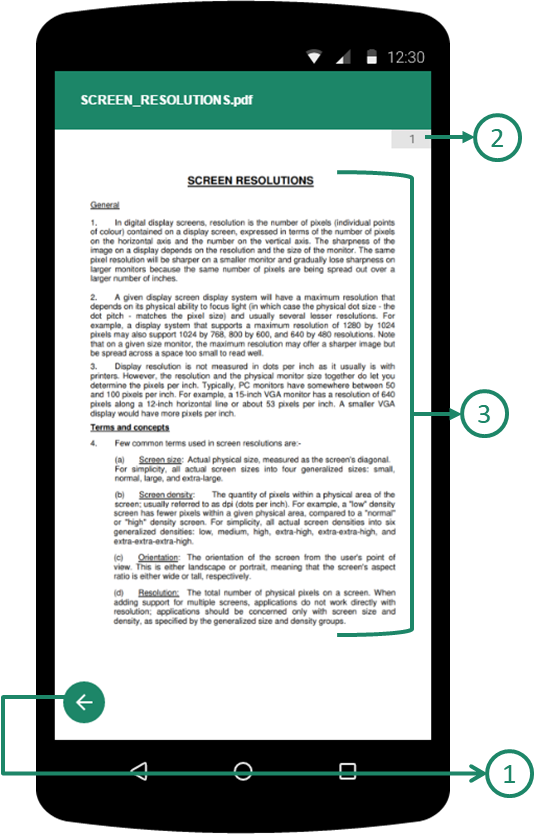 12:30
SCREEN_RESOLUTIONS.pdf
1
2
SCREEN RESOLUTIONS
General
1. In digital display screens, resolution is the number of pixels (individual points
of colour) contained on a display screen, expressed in terms of the number of pixels
on the horizontal axis and the number on the vertical axis. The sharpness of the
image on a display depends on the resolution and the size of the monitor. The same
pixel resolution will be sharper on a smaller monitor and gradually lose sharpness on
larger monitors because the same number of pixels are being spread out over a
larger number of inches.
2. A given display screen display system will have a maximum resolution that
depends on its physical ability to focus light (in which case the physical dot size - the
dot pitch - matches the pixel size) and usually several lesser resolutions. For
example, a display system that supports a maximum resolution of 1280 by 1024
pixels may also support 1024 by 768, 800 by 600, and 640 by 480 resolutions. Note
that on a given size monitor, the maximum resolution may offer a sharper image but
be spread across a space too small to read well.
3. Display resolution is not measured in dots per inch as it usually is with
printers. However, the resolution and the physical monitor size together do let you
determine the pixels per inch. Typically, PC monitors have somewhere between 50
and 100 pixels per inch. For example, a 15-inch VGA monitor has a resolution of 640
pixels along a 12-inch horizontal line or about 53 pixels per inch. A smaller VGA
display would have more pixels per inch.
3
Terms and concepts
4. Few common terms used in screen resolutions are:-
(a) Screen size: Actual physical size, measured as the screen's diagonal.
For simplicity, all actual screen sizes into four generalized sizes: small,
normal, large, and extra-large.
(b) Screen density: The quantity of pixels within a physical area of the
screen; usually referred to as dpi (dots per inch). For example, a "low" density
screen has fewer pixels within a given physical area, compared to a "normal"
or "high" density screen. For simplicity, all actual screen densities into six
generalized densities: low, medium, high, extra-high, extra-extra-high, and
extra-extra-extra-high.
(c) Orientation: The orientation of the screen from the user's point of
view. This is either landscape or portrait, meaning that the screen's aspect
ratio is either wide or tall, respectively.
(d) Resolution: The total number of physical pixels on a screen. When
adding support for multiple screens, applications do not work directly with
resolution; applications should be concerned only with screen size and
density, as specified by the generalized size and density groups.
1